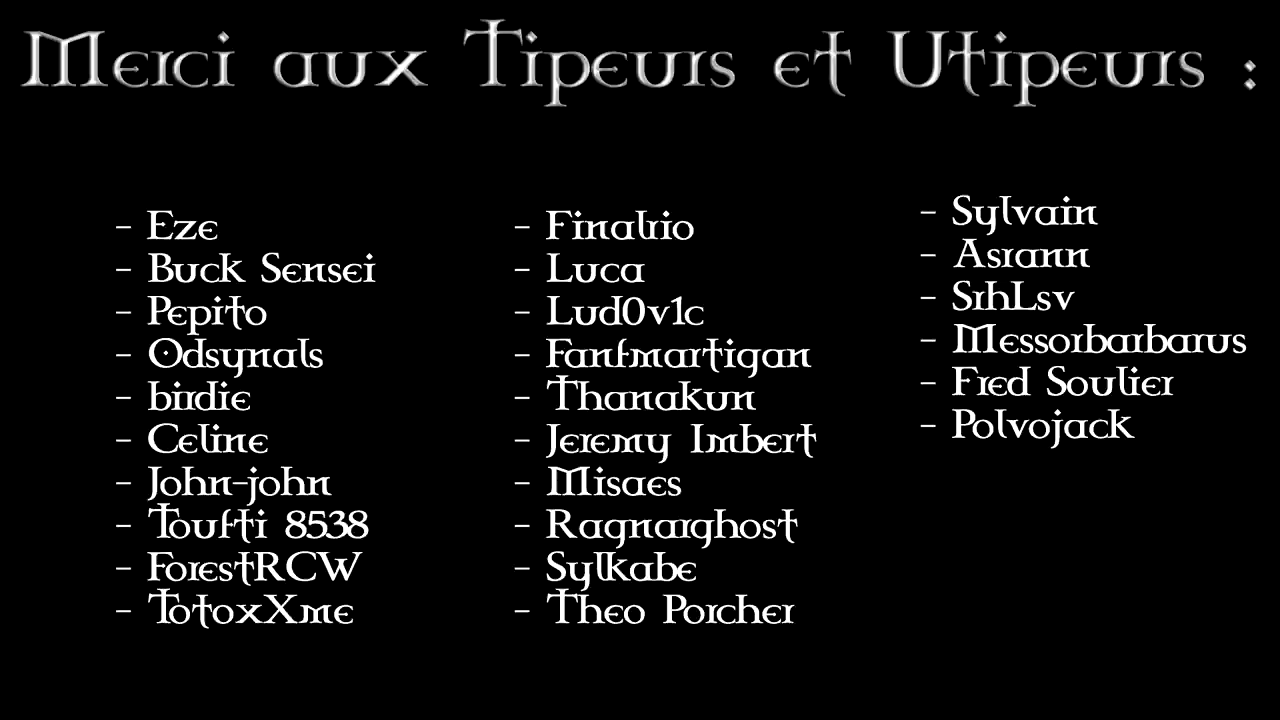 Merci aux Tipeurs et Utipeurs :
- Eze
- Buck Sensei
- Pepito
- Odsynals
- birdie
- Celine
- John-john
- Toufti 8538
- ForestRCW
- TotoxXme
- Finalrio
- Luca
- Lud0v1c
- Fanfmartigan
- Thanakun
- Jeremy Imbert
- Misaes
- Ragnarghost
- Sylkabe
- Theo Porcher
- Sylvain
- Asrann
- SrhLsv
- Messorbarbarus
- Fred Soulier
- Polvojack